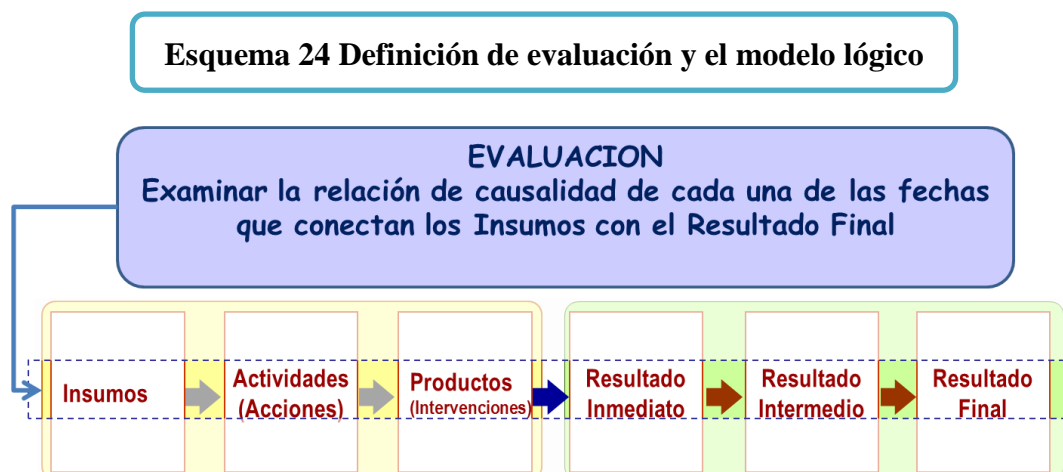 Esquema 24 Definición de evaluación y el modelo lógico
EVALUACION
Examinar la relación de causalidad de cada una de las fechas
que conectan los Insumos con el Resultado Final
Insumos
Actividades
(Acciones)
Productos
(Intervenciones)
Resultado
Inmediato
Resultado
Intermedio
Resultado
Final